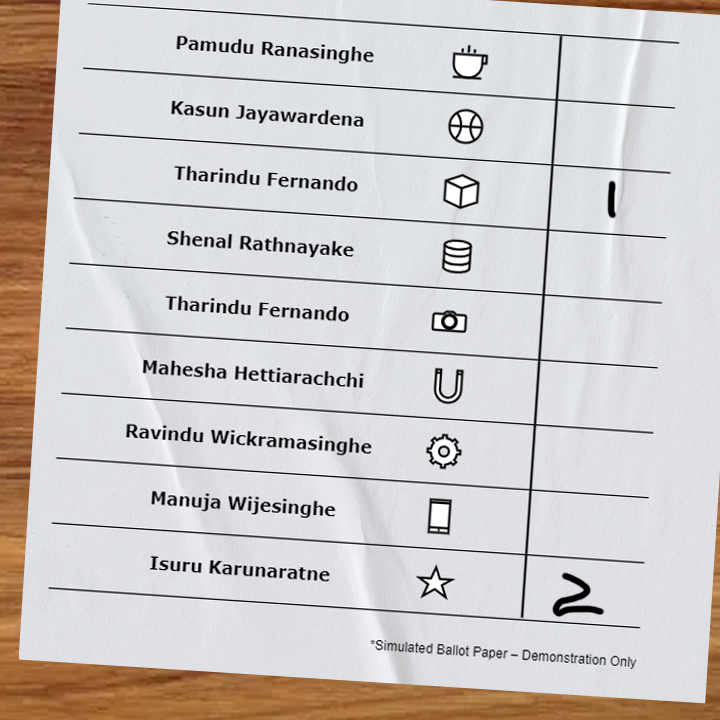 Pamudu Ranasinghe
Kasun Jayawardena
Tharindu Fernando 1
Shenal Rathnayake
Tharindu Fernando
Mahesha Hettiarachchi
Ravindu Wickramasinghe
Manuja Wijesinghe
Isuru Karunaratne 2
*Simulated Ballot Paper – Demonstration Only